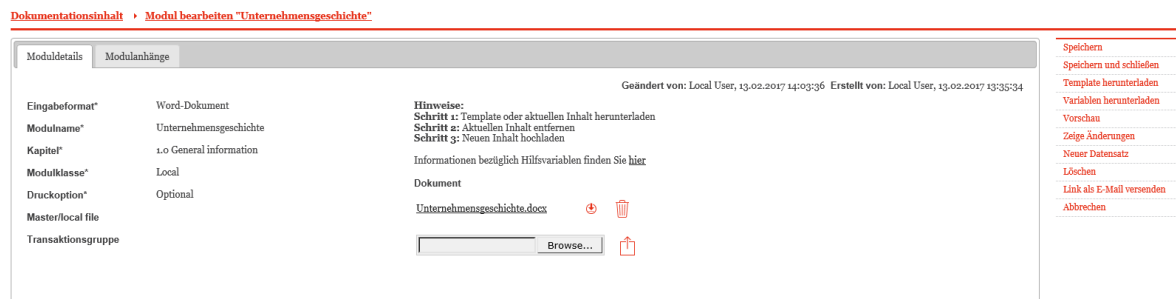 Dokumentationsinhalt Modul bearbeiten "Unternehmensgeschichte"
Moduldetails Modulanhänge
Geändert von: Local User, 13.02.2017 14:03:36 Erstellt von: Local User, 13.02.2017 13:35:34
Eingabeformat* Word-Dokument
Modulname* Unternehmensgeschichte
Kapitel* 1.0 General information
Modulklasse* Local
Druckoption* Optional
Master/local file
Transaktionsgruppe
Hinweise:
Schritt 1: Template oder aktuellen Inhalt herunterladen
Schritt 2: Aktuellen Inhalt entfernen
Schritt 3: Neuen Inhalt hochladen
Informationen bezüglich Hilfsvariablen finden Sie hier
Dokument
Unternehmensgeschichte.docx
Browse...
Speichern
Speichern und schließen
Template herunterladen
Variablen herunterladen
Vorschau
Zeige Änderungen
Neuer Datensatz
Löschen
Link als E-Mail versenden
Abbrechen